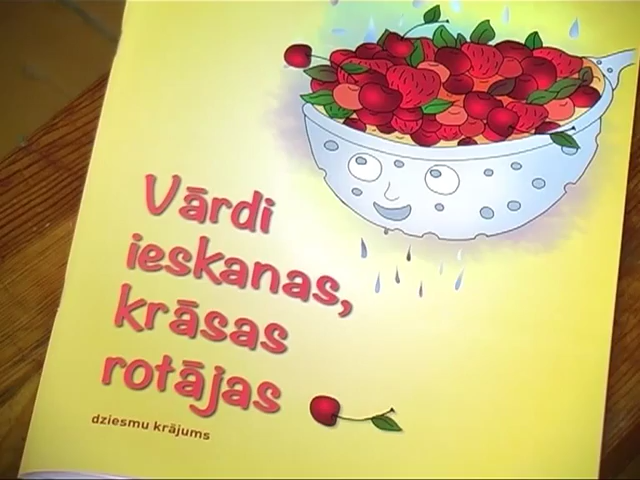 Vārdi
ieskanas,
krāsas
rotājas
dziesmu krājums